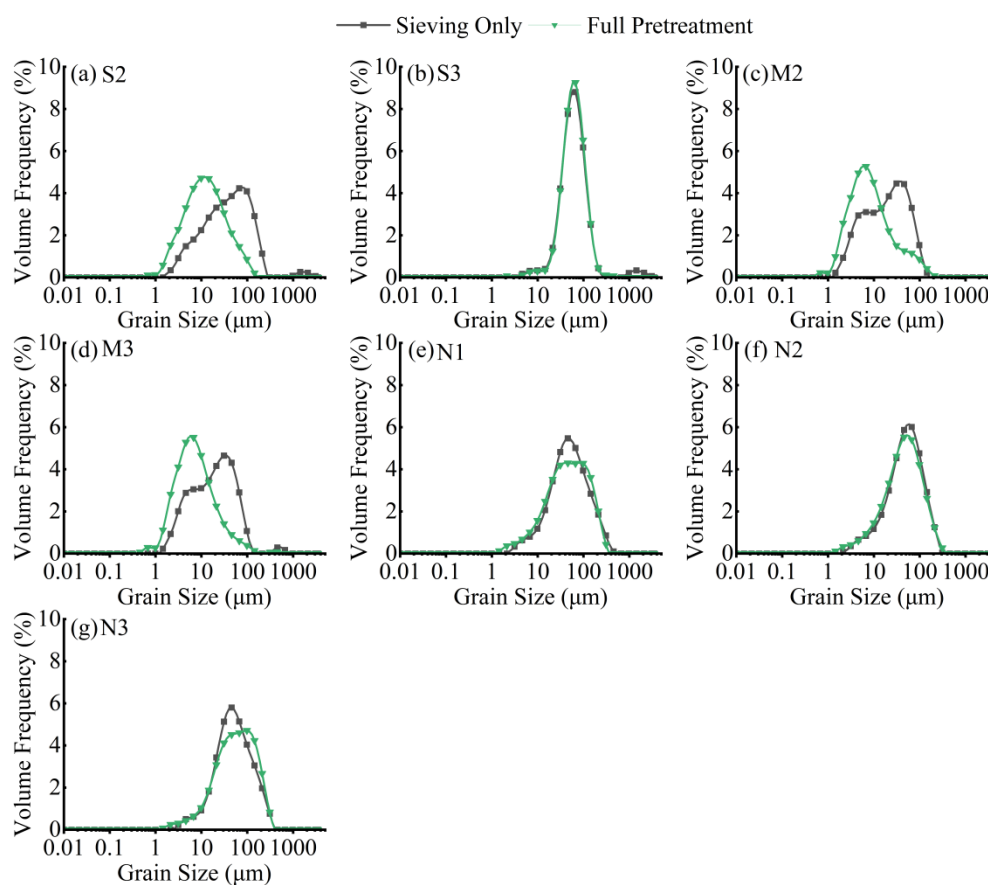 Sieving Only Full Pretreatment
(a) S2 (b) S3 (c) M2
Volume Frequency (%) Volume Frequency (%) Volume Frequency (%)
10 10 10
8 8 8
6 6 6
4 4 4
2 2 2
0 0 0
0.01 0.1 1 10 100 1000 0.01 0.1 1 10 100 1000 0.01 0.1 1 10 100 1000
Grain Size (μm) Grain Size (μm) Grain Size (μm)
(d) M3 (e) N1 (f) N2
Volume Frequency (%) Volume Frequency (%) Volume Frequency (%)
10 10 10
8 8 8
6 6 6
4 4 4
2 2 2
0 0 0
0.01 0.1 1 10 100 1000 0.01 0.1 1 10 100 1000 0.01 0.1 1 10 100 1000
Grain Size (μm) Grain Size (μm) Grain Size (μm)
(g) N3
Volume Frequency (%)
10
8
6
4
2
0
0.01 0.1 1 10 100 1000
Grain Size (μm)